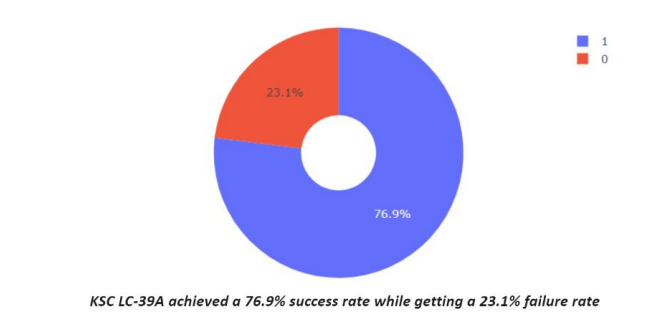 1
0
23.1%
76.9%
KSC LC-39A achieved a 76.9% success rate while getting a 23.1% failure rate